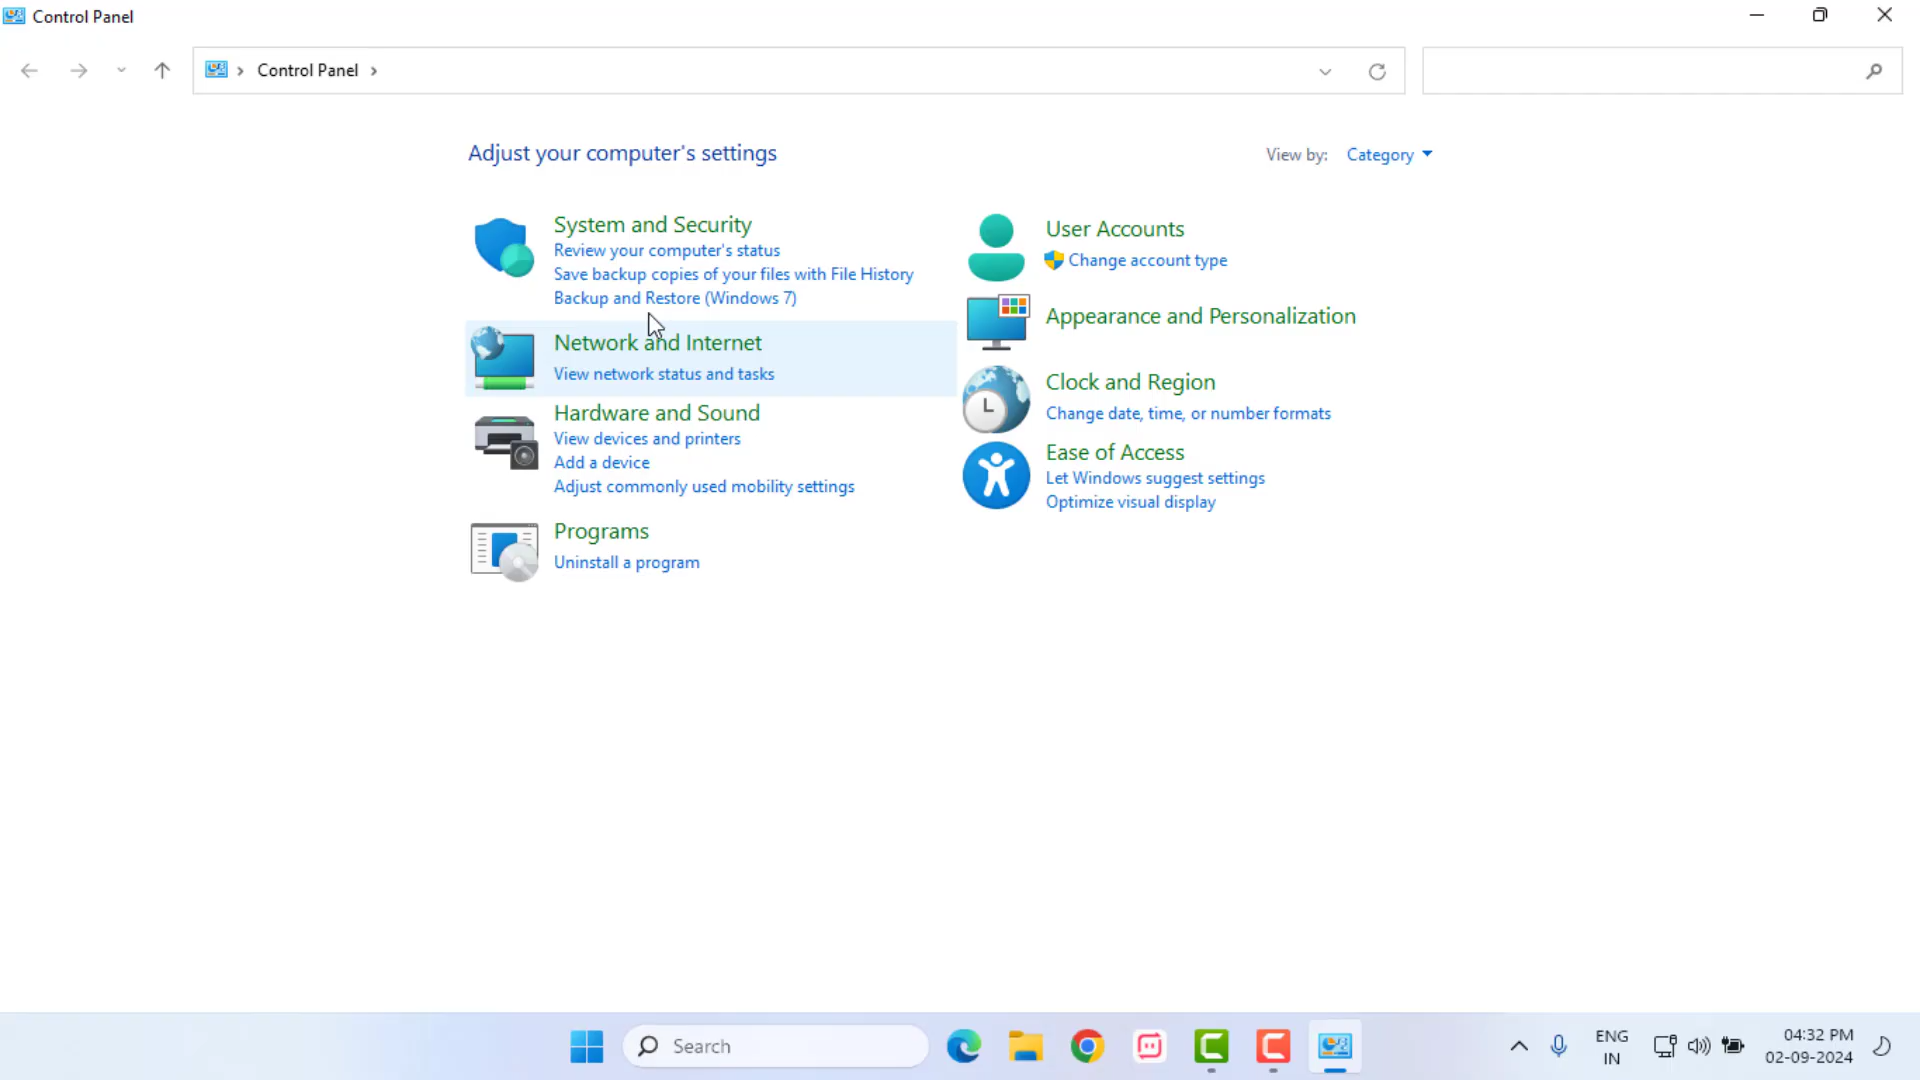 Control Panel
Control Panel
Adjust your computer's settings
View by: Category
System and Security
Review your computer's status
Save backup copies of your files with File History
Backup and Restore (Windows 7)
Network and Internet
View network status and tasks
Hardware and Sound
View devices and printers
Add a device
Adjust commonly used mobility settings
Programs
Uninstall a program
User Accounts
Change account type
Appearance and Personalization
Clock and Region
Change date, time, or number formats
Ease of Access
Let Windows suggest settings
Optimize visual display
Search
ENG
IN
04:32 PM
02-09-2024